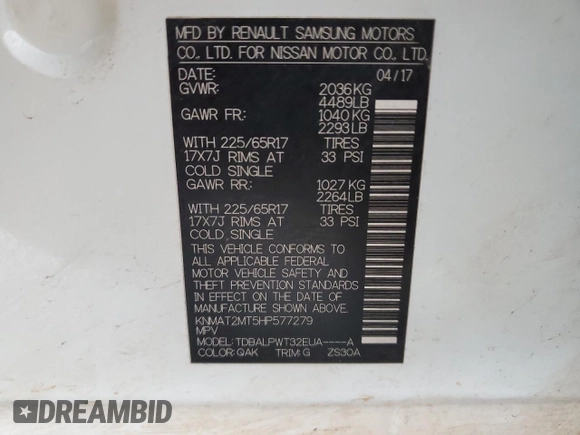 MFD BY RENAULT SAMSUNG MOTORS
CO., LTD. FOR NISSAN MOTOR CO., LTD.
DATE: 04/17
GVWR: 2036KG
4489LB
GAWR FR: 1040 KG
2293 LB
WITH 225/65R17 TIRES
17X7J RIMS AT 33 PSI
COLD SINGLE
GAWR RR: 1027 KG
2264LB
WITH 225/65R17 TIRES
17X7J RIMS AT 33 PSI
COLD, SINGLE
THIS VEHICLE CONFORMS TO
ALL APPLICABLE FEDERAL
MOTOR VEHICLE SAFETY AND
THEFT PREVENTION STANDARDS
IN EFFECT ON THE DATE OF
MANUFACTURE SHOWN ABOVE.
KNMAT2MT5HP577279
MPV
MODEL: TDBALPWT32EUA----A
COLOR: QAK TRIM: G ZS30A
DREAMBID
DREAMBID